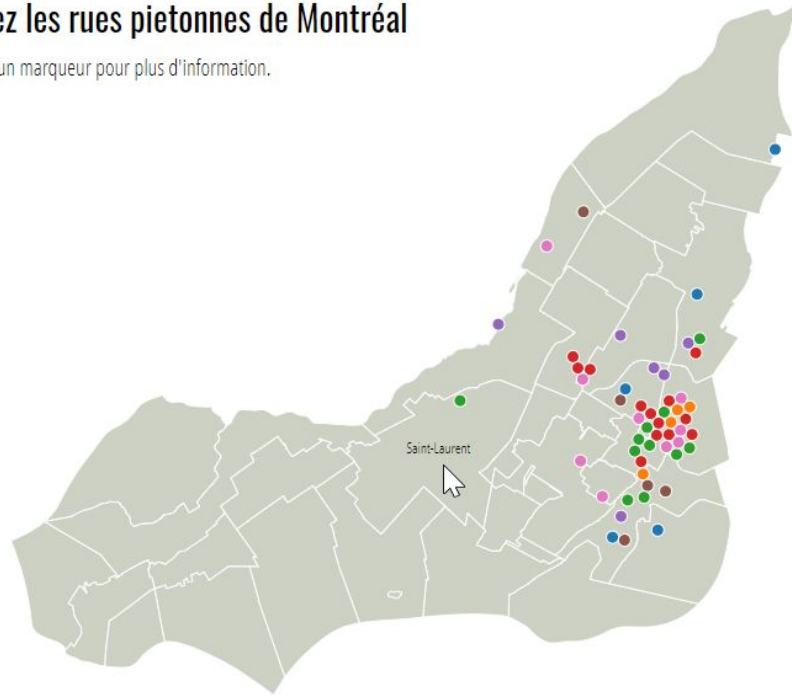 ez les rues pietonnes de Montréal
un marqueur pour plus d'information.
Saint-Laurent